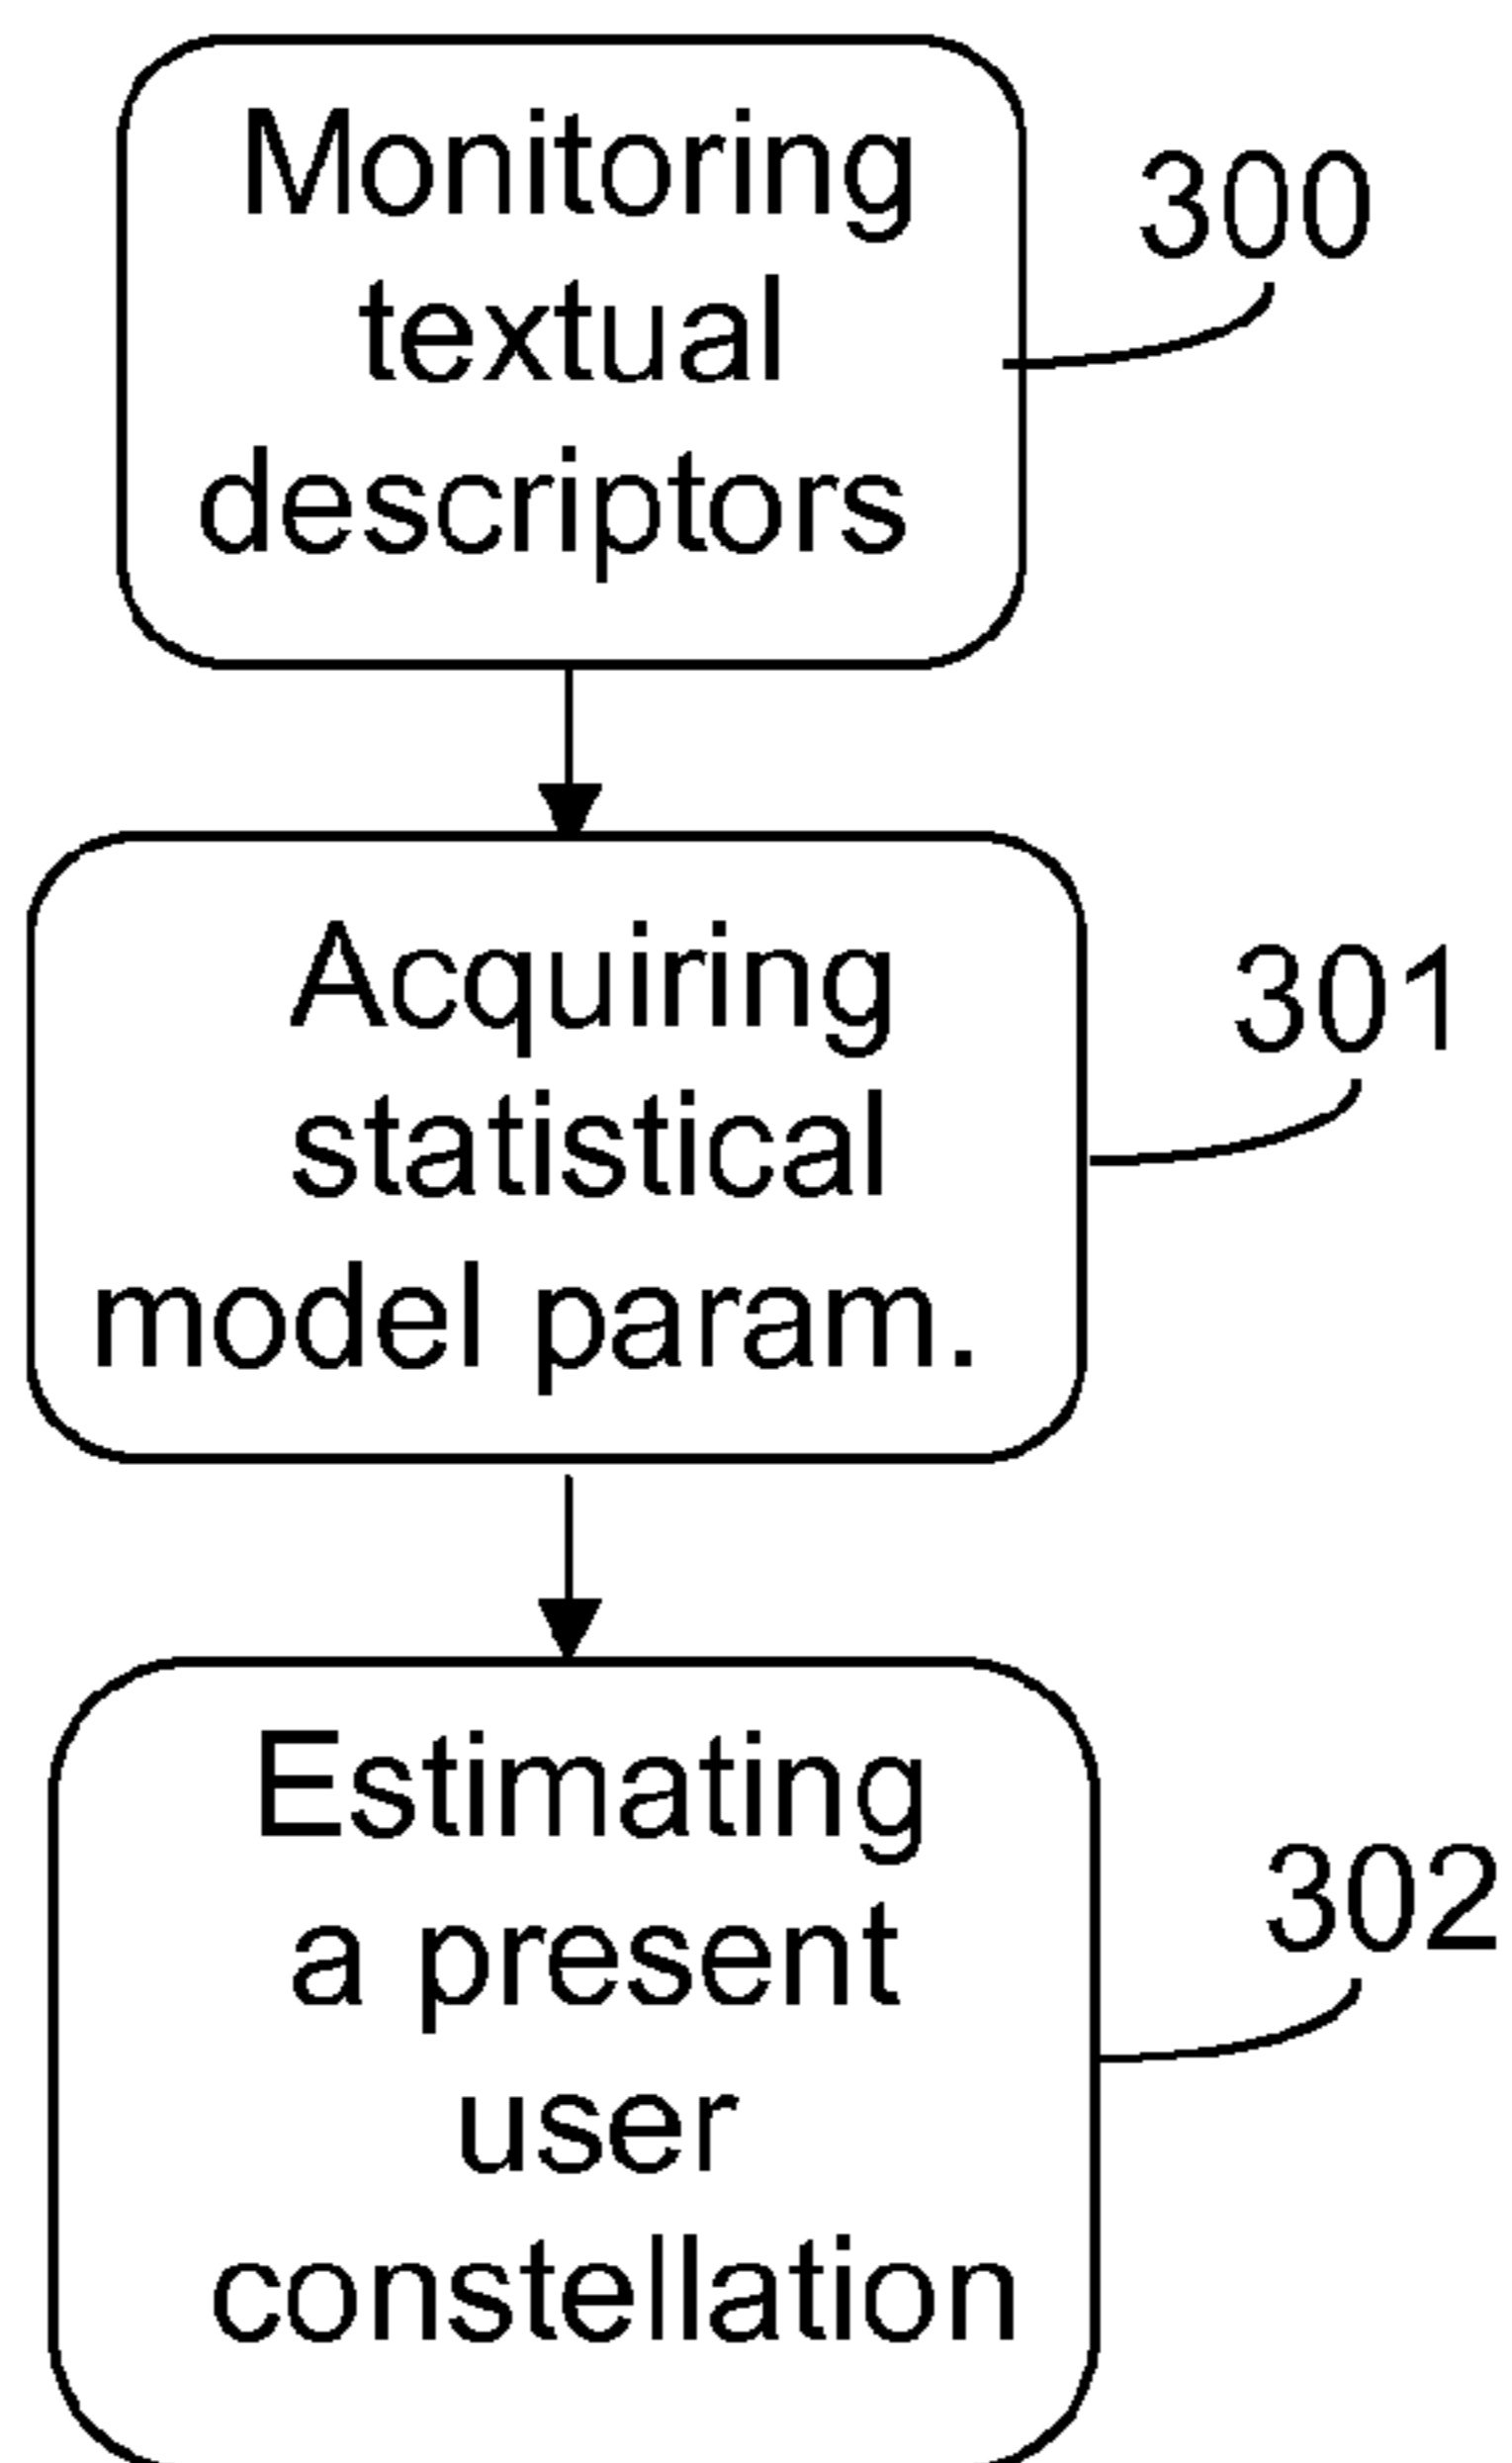 Monitoring
textual
descriptors
300
Acquiring
statistical
model param.
301
Estimating
a present
user
constellation
302